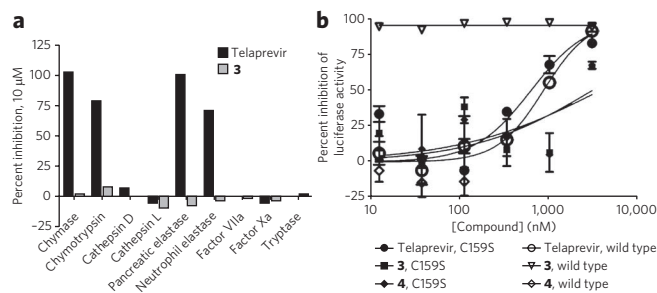 a
Percent inhibition, 10 µM
125
100
75
50
25
0
−25
Telaprevir
3
Chymase
Chymotrypsin
Cathepsin D
Cathepsin L
Pancreatic elastase
Neutrophil elastase
Factor VIIa
Factor Xa
Tryptase
b
Percent inhibition of
luciferase activity
100
75
50
25
0
−25
10
100
1,000
10,000
[Compound] (nM)
Telaprevir, C159S
3, C159S
4, C159S
Telaprevir, wild type
3, wild type
4, wild type